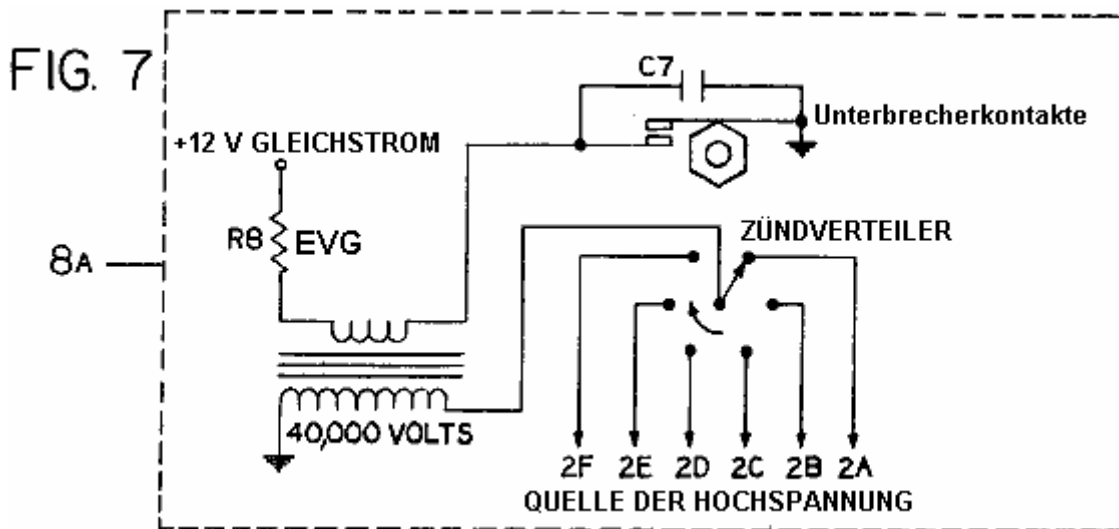 FIG. 7
C7
Unterbrecherkontakte
+12 V GLEICHSTROM
R8 EVG
ZÜNDVERTEILER
8A
40,000 VOLTS
2F 2E 2D 2C 2B 2A
QUELLE DER HOCHSPANNUNG